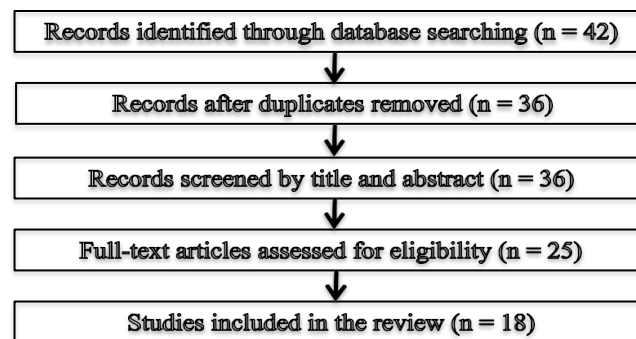 Records identified through database searching (n = 42)
Records after duplicates removed (n = 36)
Records screened by title and abstract (n = 36)
Full-text articles assessed for eligibility (n = 25)
Studies included in the review (n = 18)